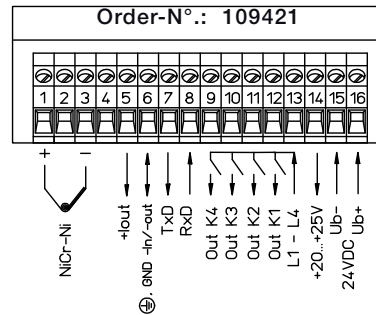 Order-N°.: 109421
1 2 3 4 5 6 7 8 9 10 11 12 13 14 15 16
+ −
NiCr-Ni
+Iout
⏚, GND -In/-out
TxD
RxD
Out K4
Out K3
Out K2
Out K1
L1 - L4
+20...+25V
Ub-
24VDC
Ub+